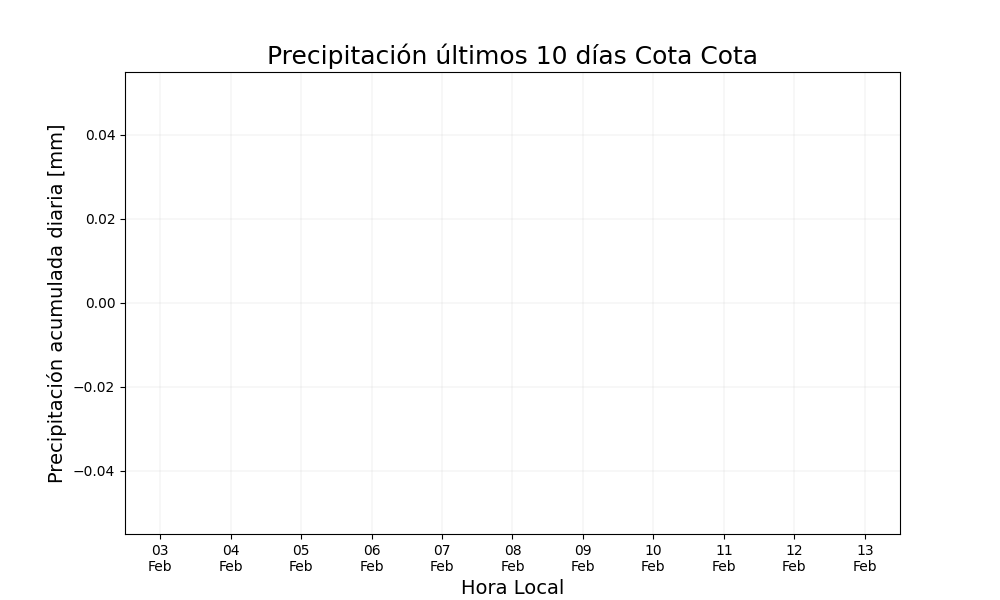 Precipitación últimos 10 días Cota Cota
Precipitación acumulada diaria [mm]
0.04
0.02
0.00
−0.02
−0.04
03 04 05 06 07 08 09 10 11 12 13
Feb Feb Feb Feb Feb Feb Feb Feb Feb Feb Feb
Hora Local